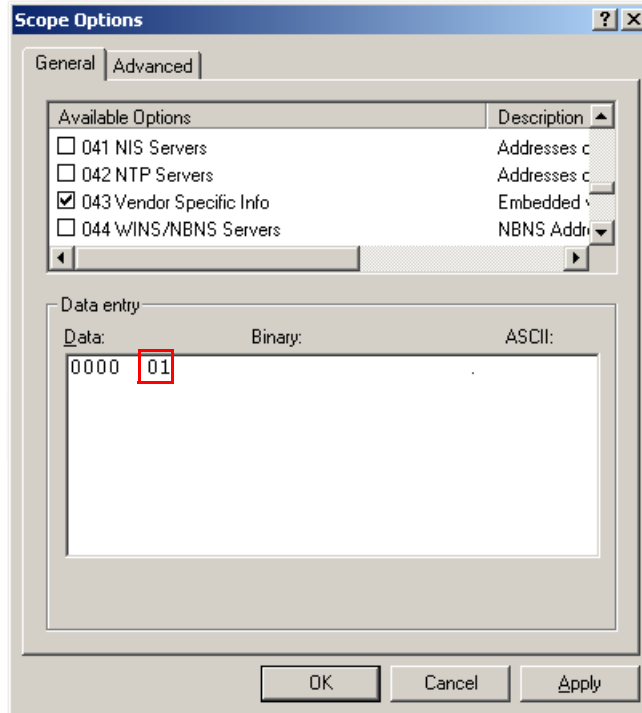 Scope Options ? X
General Advanced
Available Options Description
041 NIS Servers Addresses c
042 NTP Servers Addresses c
043 Vendor Specific Info Embedded
044 WINS/NBNS Servers NBNS Addr
Data entry
Data: Binary: ASCII:
0000 01 .
OK Cancel Apply